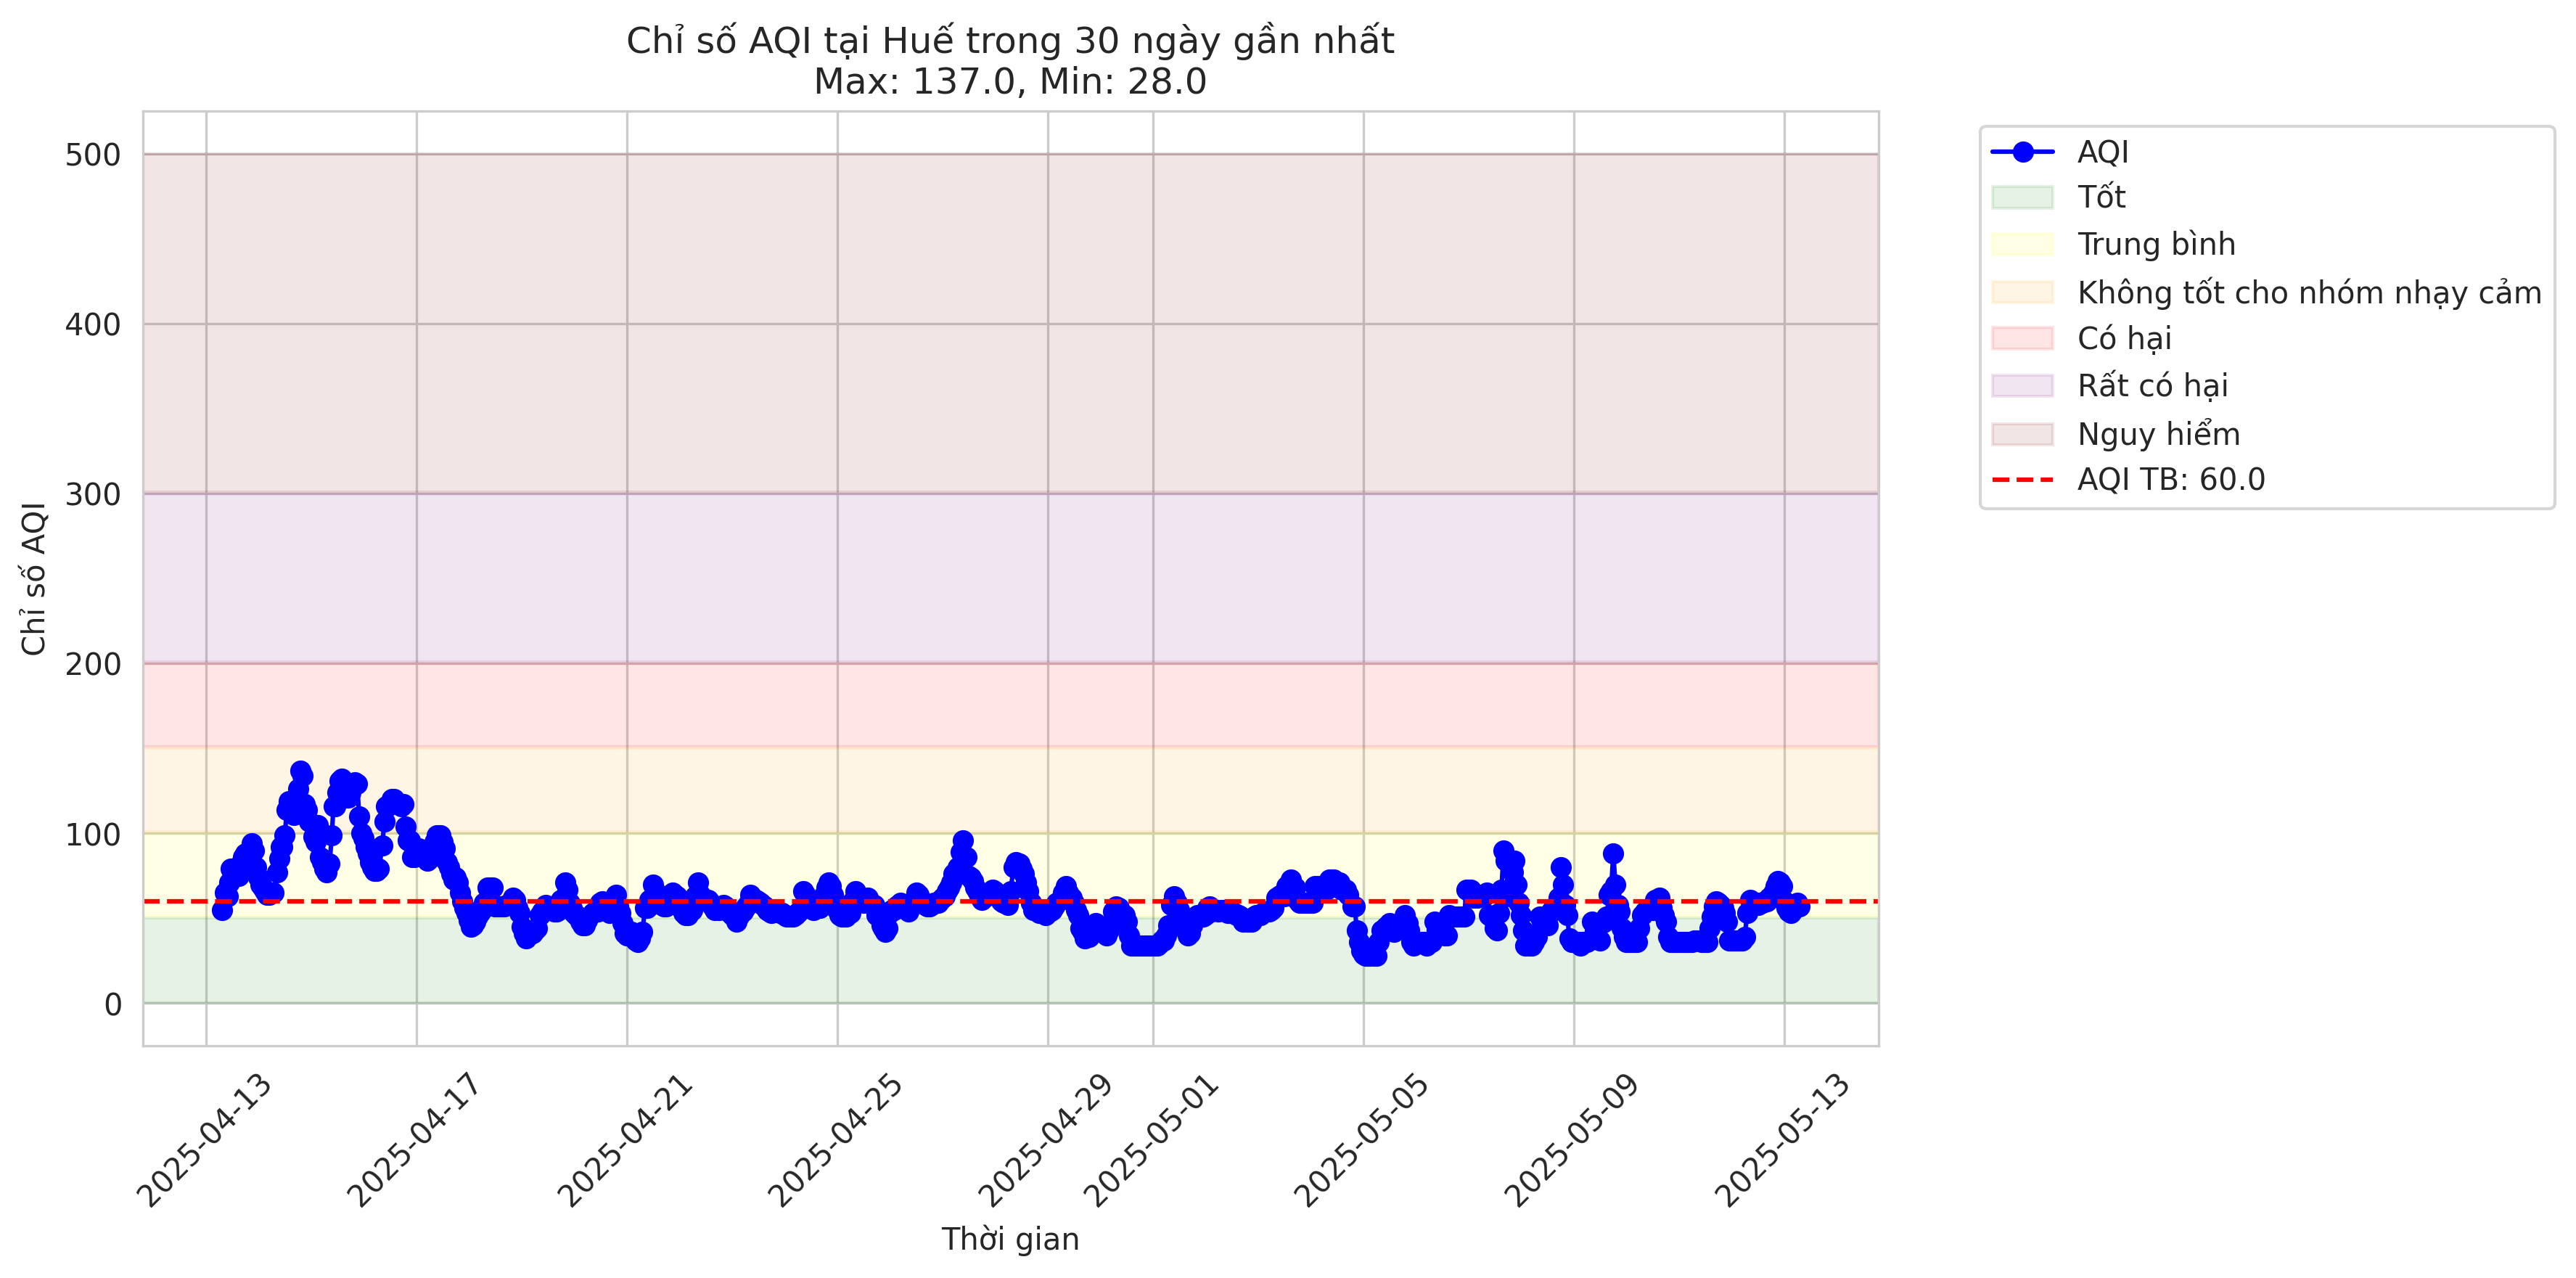 Chỉ số AQI tại Huế trong 30 ngày gần nhất
Max: 137.0, Min: 28.0
Chỉ số AQI
500
400
300
200
100
0
2025-04-13
2025-04-17
2025-04-21
2025-04-25
2025-04-29
2025-05-01
2025-05-05
2025-05-09
2025-05-13
Thời gian
AQI
Tốt
Trung bình
Không tốt cho nhóm nhạy cảm
Có hại
Rất có hại
Nguy hiểm
AQI TB: 60.0